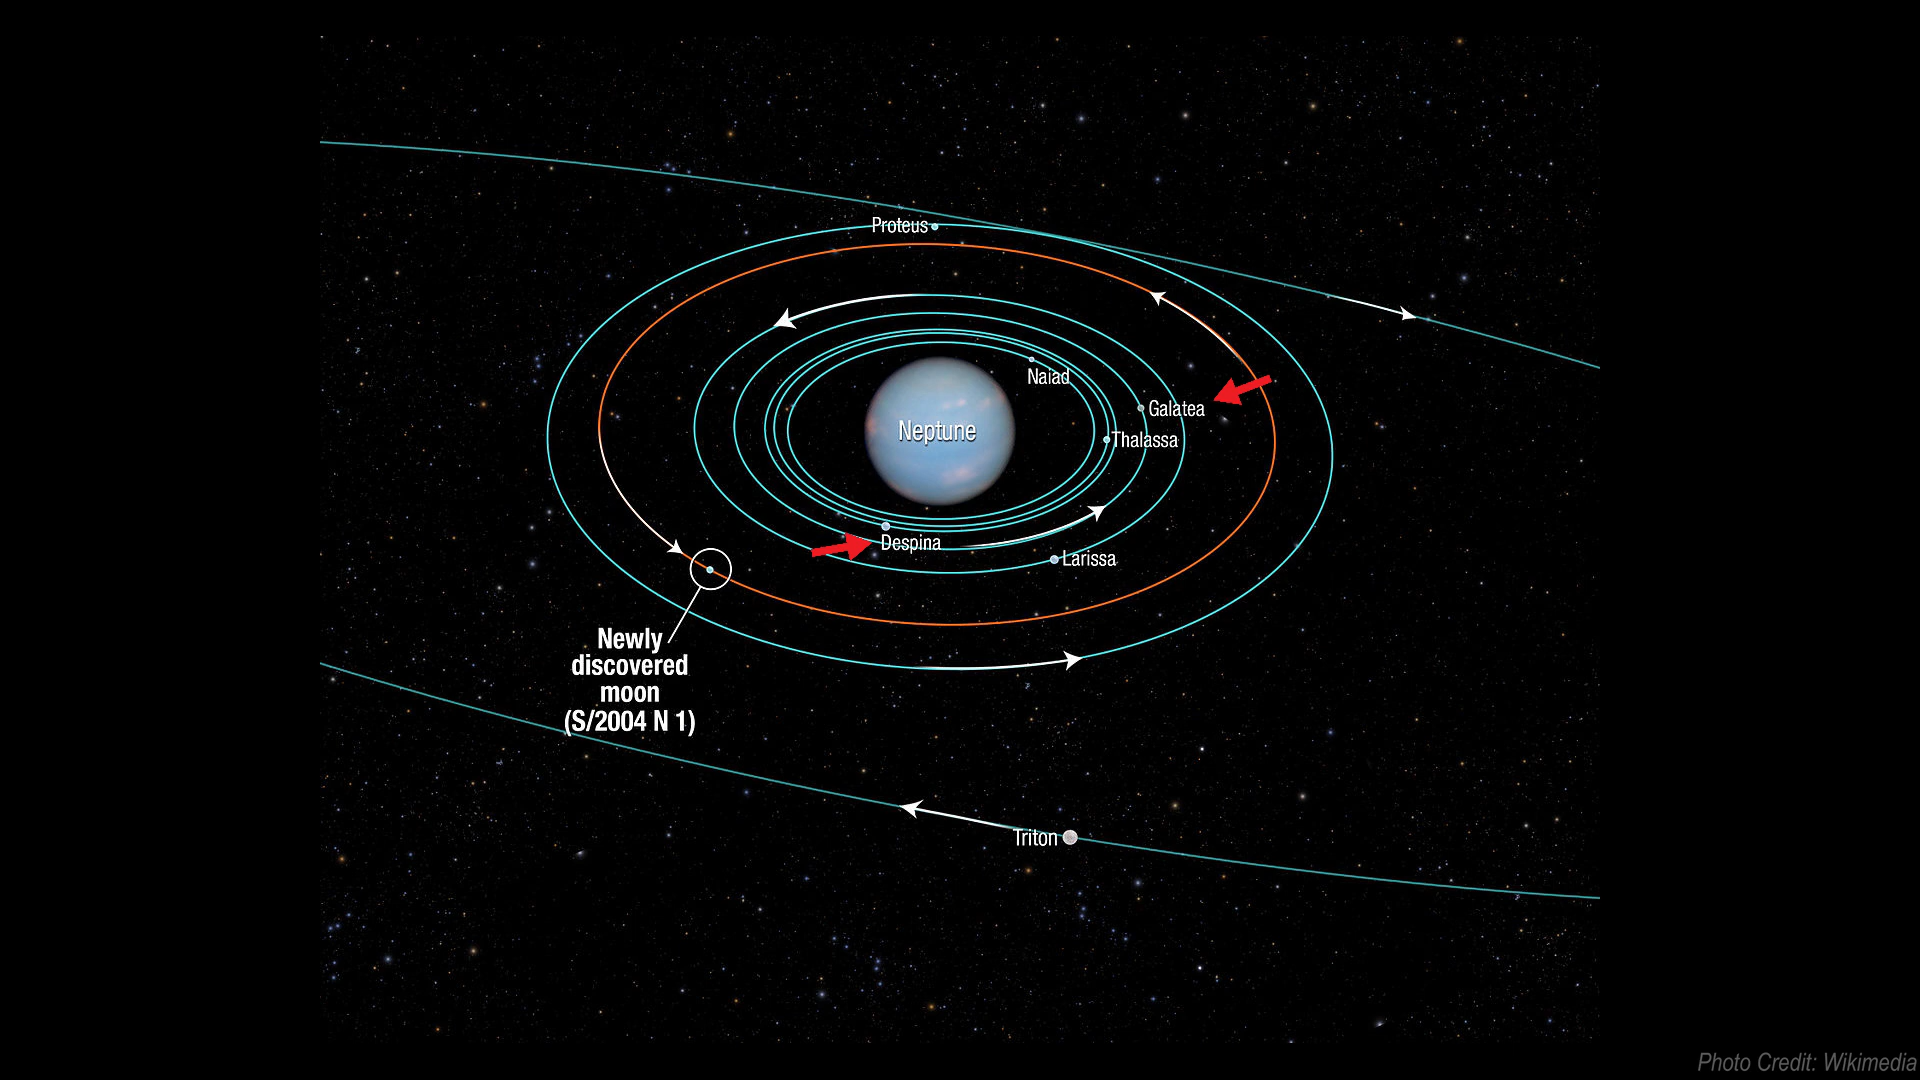 Proteus
Naiad
Galatea
Neptune
Thalassa
Despina
Larissa
Newly
discovered
moon
(S/2004 N 1)
Triton
Photo Credit: Wikimedia